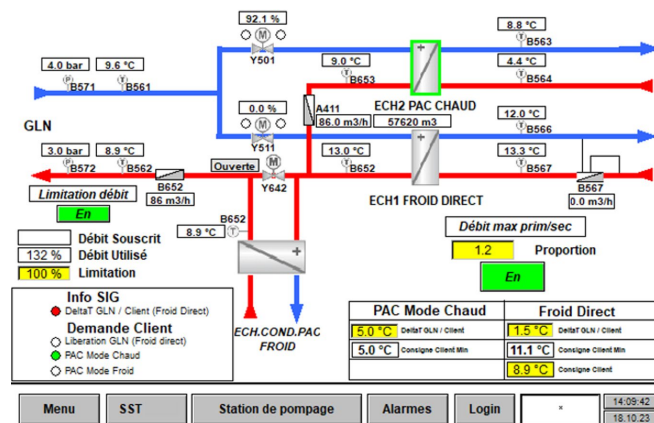 92.1 %
M
Y501
8.8 °C
T
B563
4.0 bar
9.6 °C
P
B571
T
B561
9.0 °C
T
B653
4.4 °C
T
B564
A411
ECH2 PAC CHAUD
GLN
0.0 %
M
Y511
86.0 m3/h
57620 m3
12.0 °C
T
B566
3.0 bar
8.9 °C
P
B572
T
B562
Ouverte
M
Y642
13.0 °C
T
B652
13.3 °C
T
B567
B652
86 m3/h
ECH1 FROID DIRECT
B567
0.0 m3/h
Limitation débit
En
B652
8.9 °C
T
Débit Souscrit
132 % Débit Utilisé
100 % Limitation
Débit max prim/sec
1.2 Proportion
En
Info SIG
DeltaT GLN / Client (Froid Direct)
Demande Client
Liberation GLN (Froid direct)
PAC Mode Chaud
PAC Mode Froid
ECH.COND.PAC
FROID
PAC Mode Chaud Froid Direct
5.0 °C DeltaT GLN / Client 1.5 °C DeltaT GLN / Client
5.0 °C Consigne Client Min 11.1 °C Consigne Client Min
8.9 °C Consigne Client
Menu SST Station de pompage Alarmes Login × 14:09:42
18.10.23